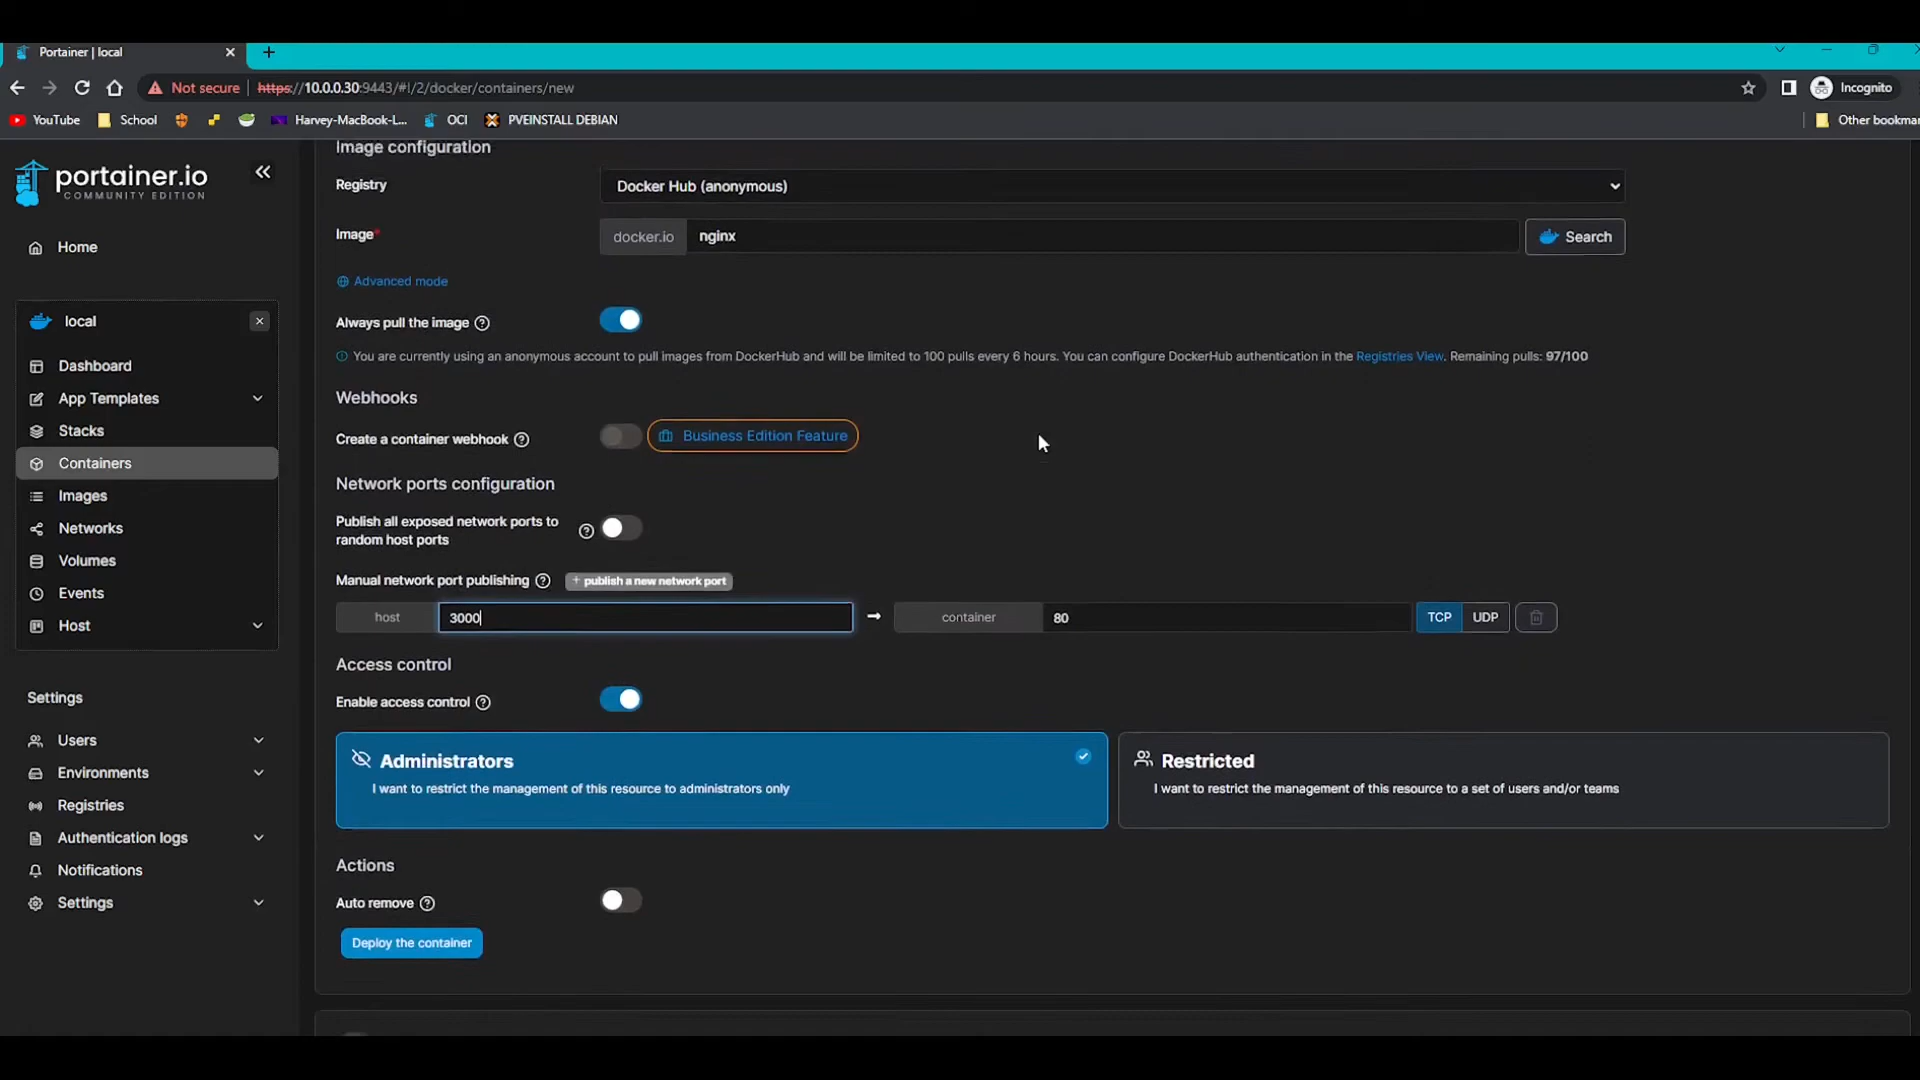 Portainer | local
Not secure https://10.0.0.30:9443/#!/2/docker/containers/new
Incognito
YouTube School Harvey-MacBook-L... OCI PVEINSTALL DEBIAN
Other bookmar
portainer.io
COMMUNITY EDITION
Home
local
Dashboard
App Templates
Stacks
Containers
Images
Networks
Volumes
Events
Host
Settings
Users
Environments
Registries
Authentication logs
Notifications
Settings
Image configuration
Registry
Docker Hub (anonymous)
Image*
docker.io nginx
Search
Advanced mode
Always pull the image
You are currently using an anonymous account to pull images from DockerHub and will be limited to 100 pulls every 6 hours. You can configure DockerHub authentication in the Registries View. Remaining pulls: 97/100
Webhooks
Create a container webhook
Business Edition Feature
Network ports configuration
Publish all exposed network ports to
random host ports
Manual network port publishing
+ publish a new network port
host 3000 → container 80 TCP UDP
Access control
Enable access control
Administrators
I want to restrict the management of this resource to administrators only
Restricted
I want to restrict the management of this resource to a set of users and/or teams
Actions
Auto remove
Deploy the container